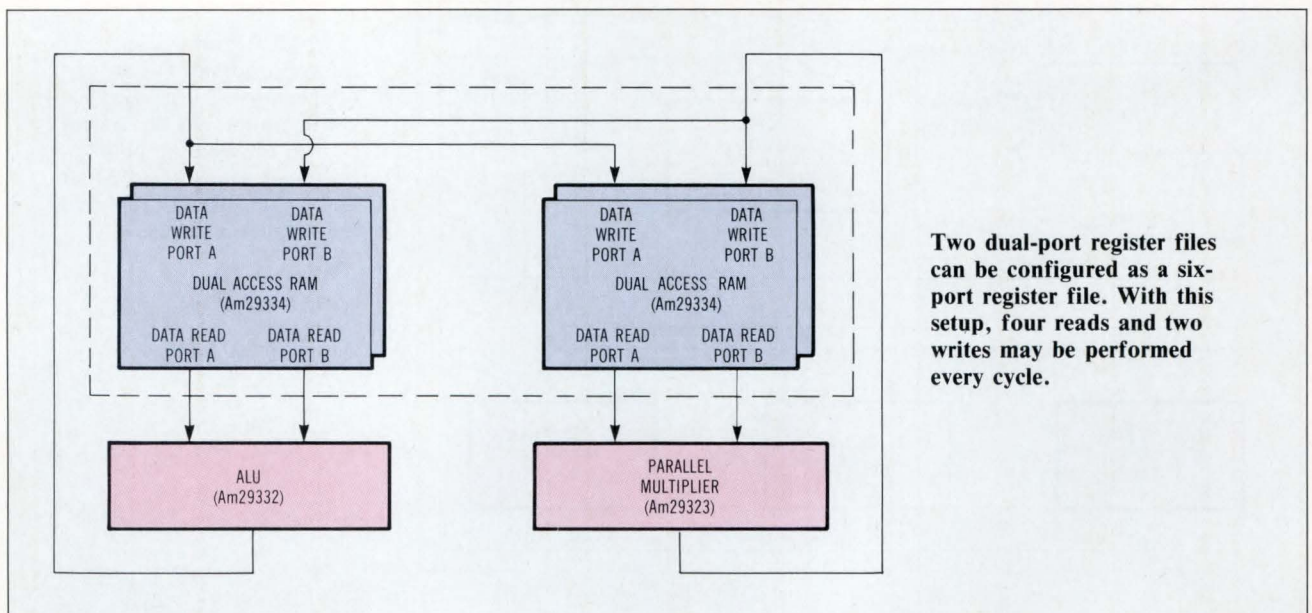 DATA
WRITE
PORT A
DATA
WRITE
PORT B
DUAL ACCESS RAM
(Am29334)
DATA READ
PORT A
DATA READ
PORT B
DATA
WRITE
PORT A
DATA
WRITE
PORT B
DUAL ACCESS RAM
(Am29334)
DATA READ
PORT A
DATA READ
PORT B
ALU
(Am29332)
PARALLEL
MULTIPLIER
(Am29323)
Two dual-port register files
can be configured as a six-
port register file. With this
setup, four reads and two
writes may be performed
every cycle.